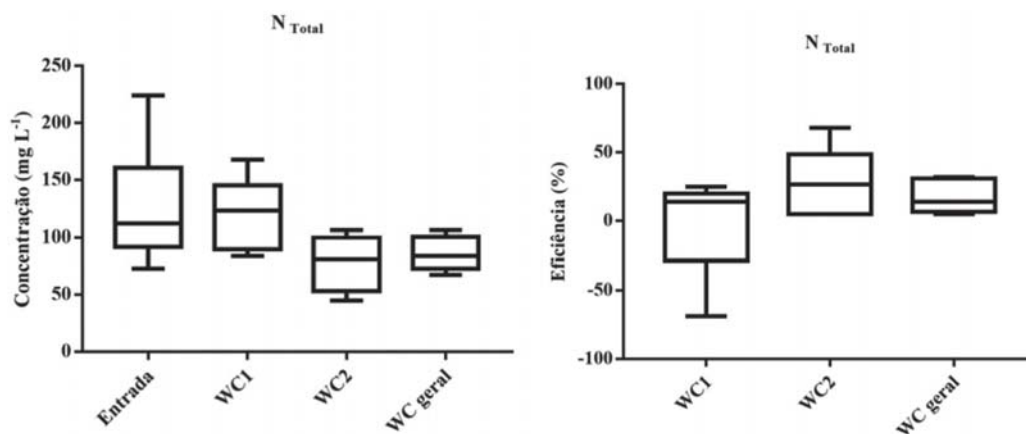 N Total
Concentração (mg L⁻¹)
250
200
150
100
50
0
Entrada
WC1
WC2
WC geral
N Total
Eficiência (%)
100
50
0
-50
-100
WC1
WC2
WC geral